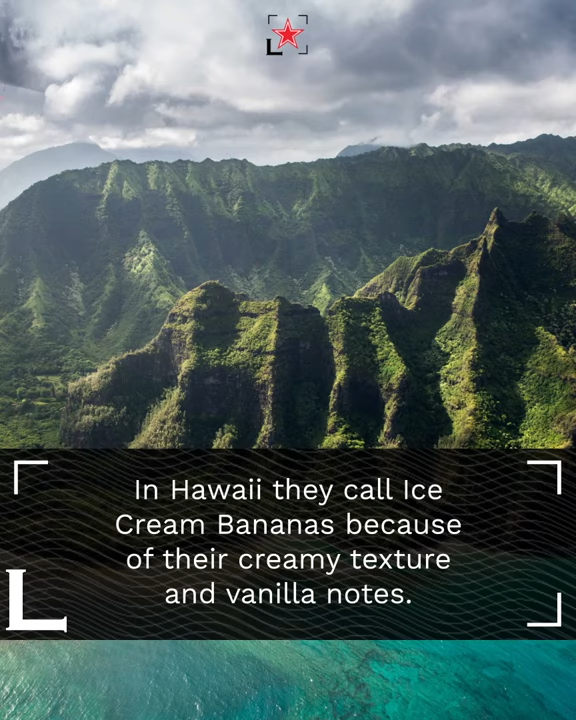 L
In Hawaii they call Ice
Cream Bananas because
of their creamy texture
and vanilla notes.
L